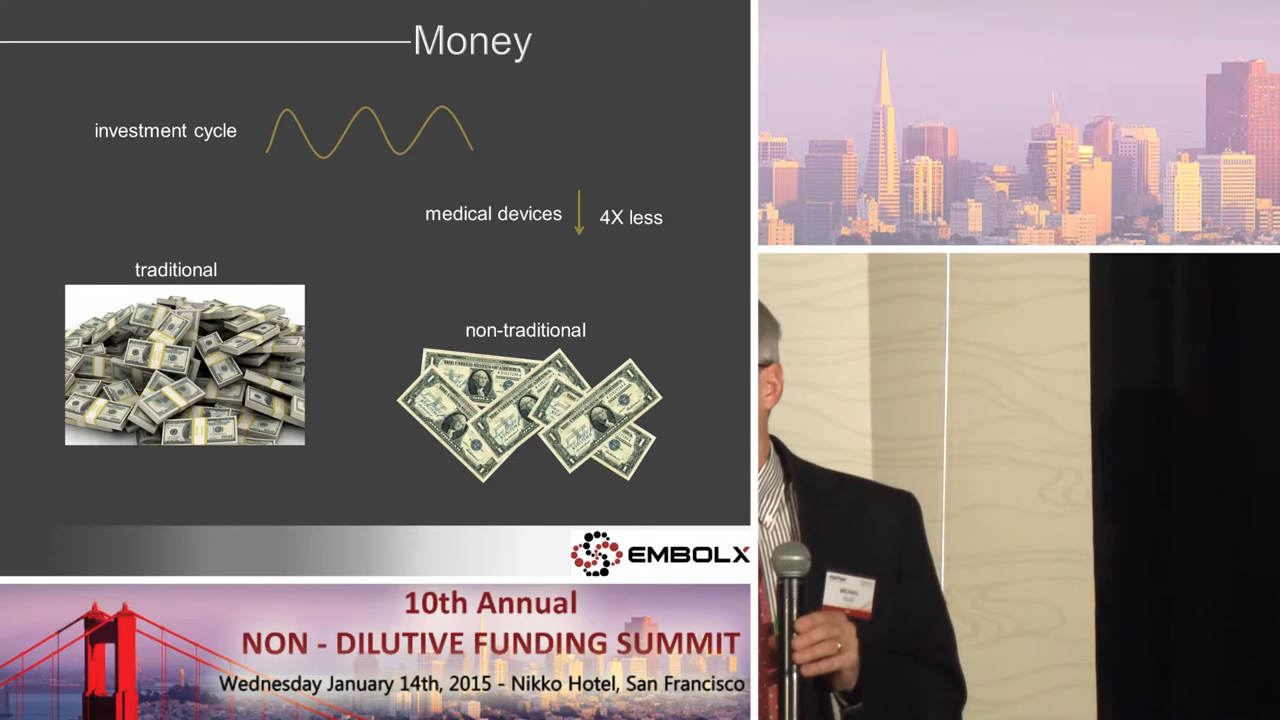 Money
investment cycle
medical devices
4X less
traditional
non-traditional
EMBOLX
10th Annual
NON - DILUTIVE FUNDING SUMMIT
Wednesday January 14th, 2015 - Nikko Hotel, San Francisco
MICHAEL